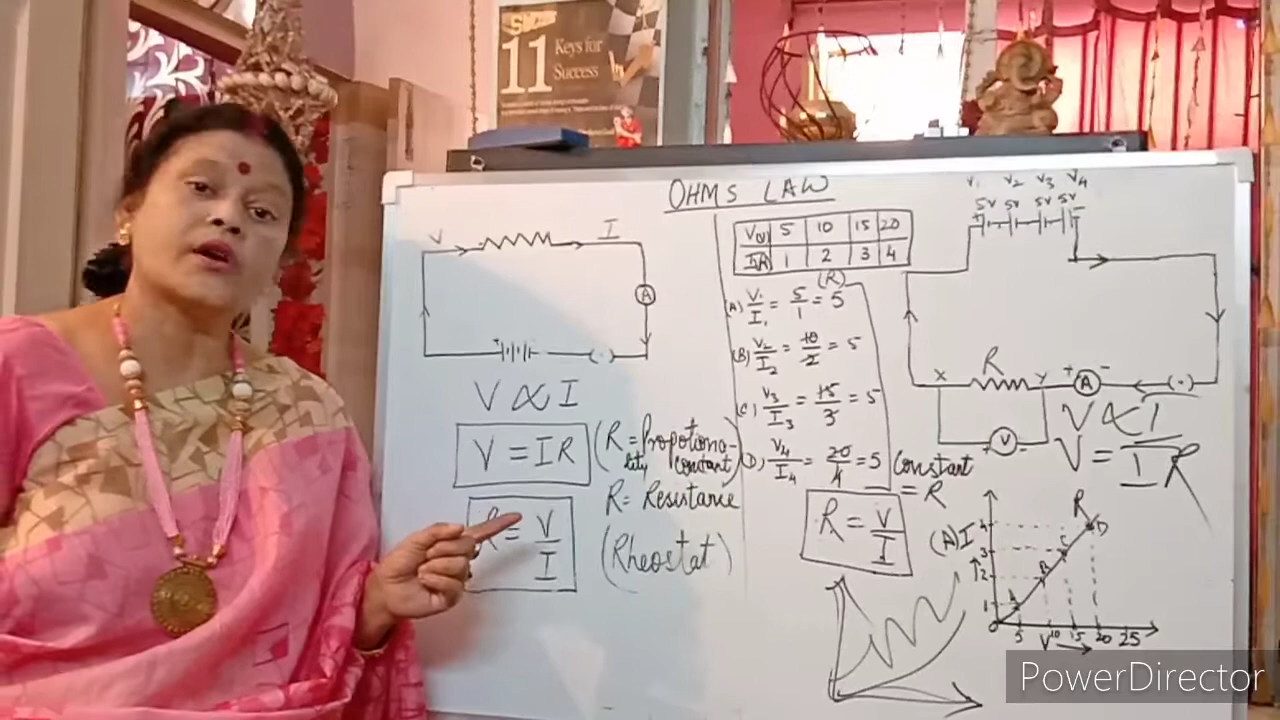 11
Keys for
Success
OHMS LAW
V I
A
V ∝ I
V = IR
(R = Propotiona-
lity constant)
R = V/I
R = Resistance
(Rheostat)
V(v) 5 10 15 20
I(A) 1 2 3 4
(R)
(A) V₁/I₁ = 5/1 = 5
(B) V₂/I₂ = 10/2 = 5
(C) V₃/I₃ = 15/3 = 5
(D) V₄/I₄ = 20/4 = 5 Constant
= R
R = V/I
V₁ V₂ V₃ V₄
5V 5V 5V 5V
+ -
R
X Y + A -
+ V -
V ∝ I
V = I R
R
(A) I
4 D
3 C
2 B
1 A
0 5 10 15 20 25
V
PowerDirector